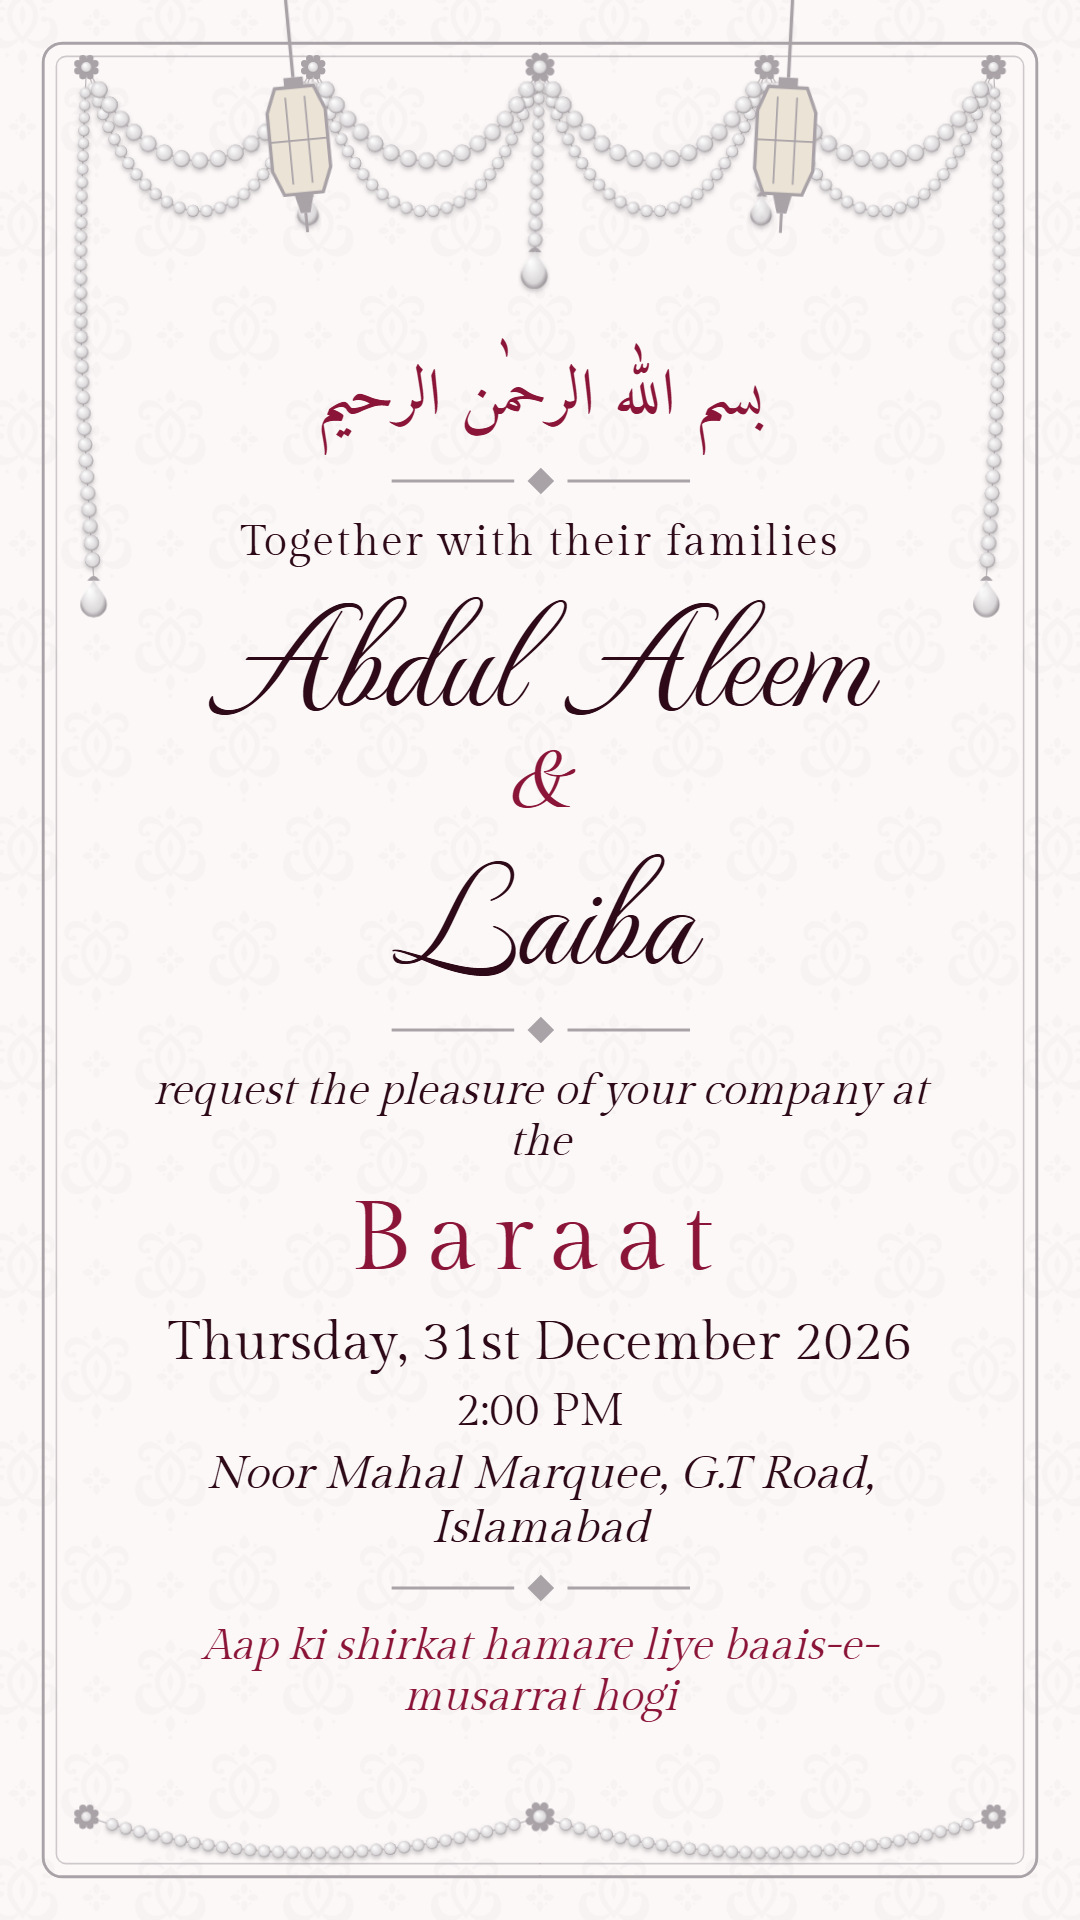 بسم الله الرحمٰن الرحيم
Together with their families
Abdul Aleem
&
Laiba
request the pleasure of your company at
the
Baraat
Thursday, 31st December 2026
2:00 PM
Noor Mahal Marquee, G.T Road,
Islamabad
Aap ki shirkat hamare liye baais-e-
musarrat hogi